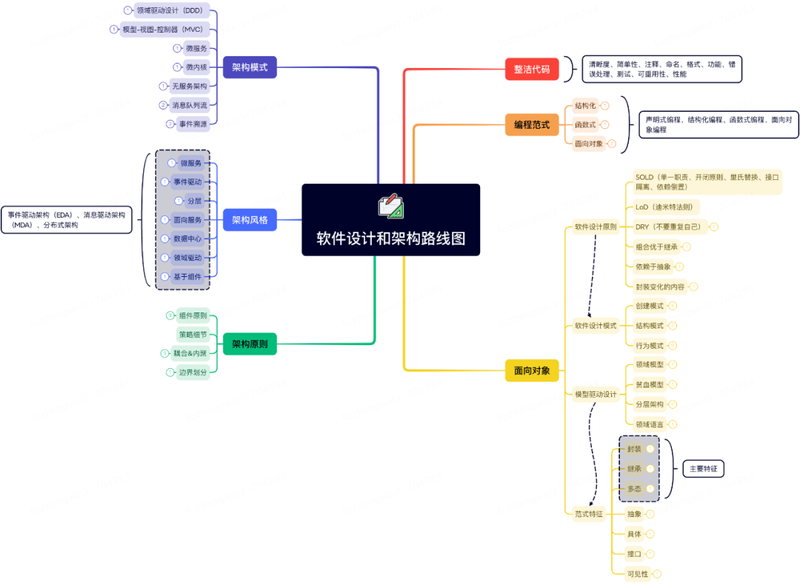 软件设计和架构路线图
架构模式
领域驱动设计（DDD）
模型-视图-控制器（MVC）
微服务
微内核
无服务架构
消息队列流
事件溯源
架构风格
微服务
事件驱动
分层
面向服务
数据中心
领域驱动
基于组件
事件驱动架构（EDA）、消息驱动架构
（MDA）、分布式架构
架构原则
组件原则
策略细节
耦合&内聚
边界划分
整洁代码
清晰度、简单性、注释、命名、格式、功能、错
误处理、测试、可重用性、性能
编程范式
结构化
函数式
面向对象
声明式编程、结构化编程、函数式编程、面向对
象编程
面向对象
软件设计原则
SOLD（单一职责、开闭原则、里氏替换、接口
隔离、依赖倒置）
LoD（迪米特法则）
DRY（不要重复自己）
组合优于继承
依赖于抽象
封装变化的内容
软件设计模式
创建模式
结构模式
行为模式
模型驱动设计
领域模型
贫血模型
分层架构
领域语言
范式特征
封装
继承
多态
主要特征
抽象
具体
接口
可见性